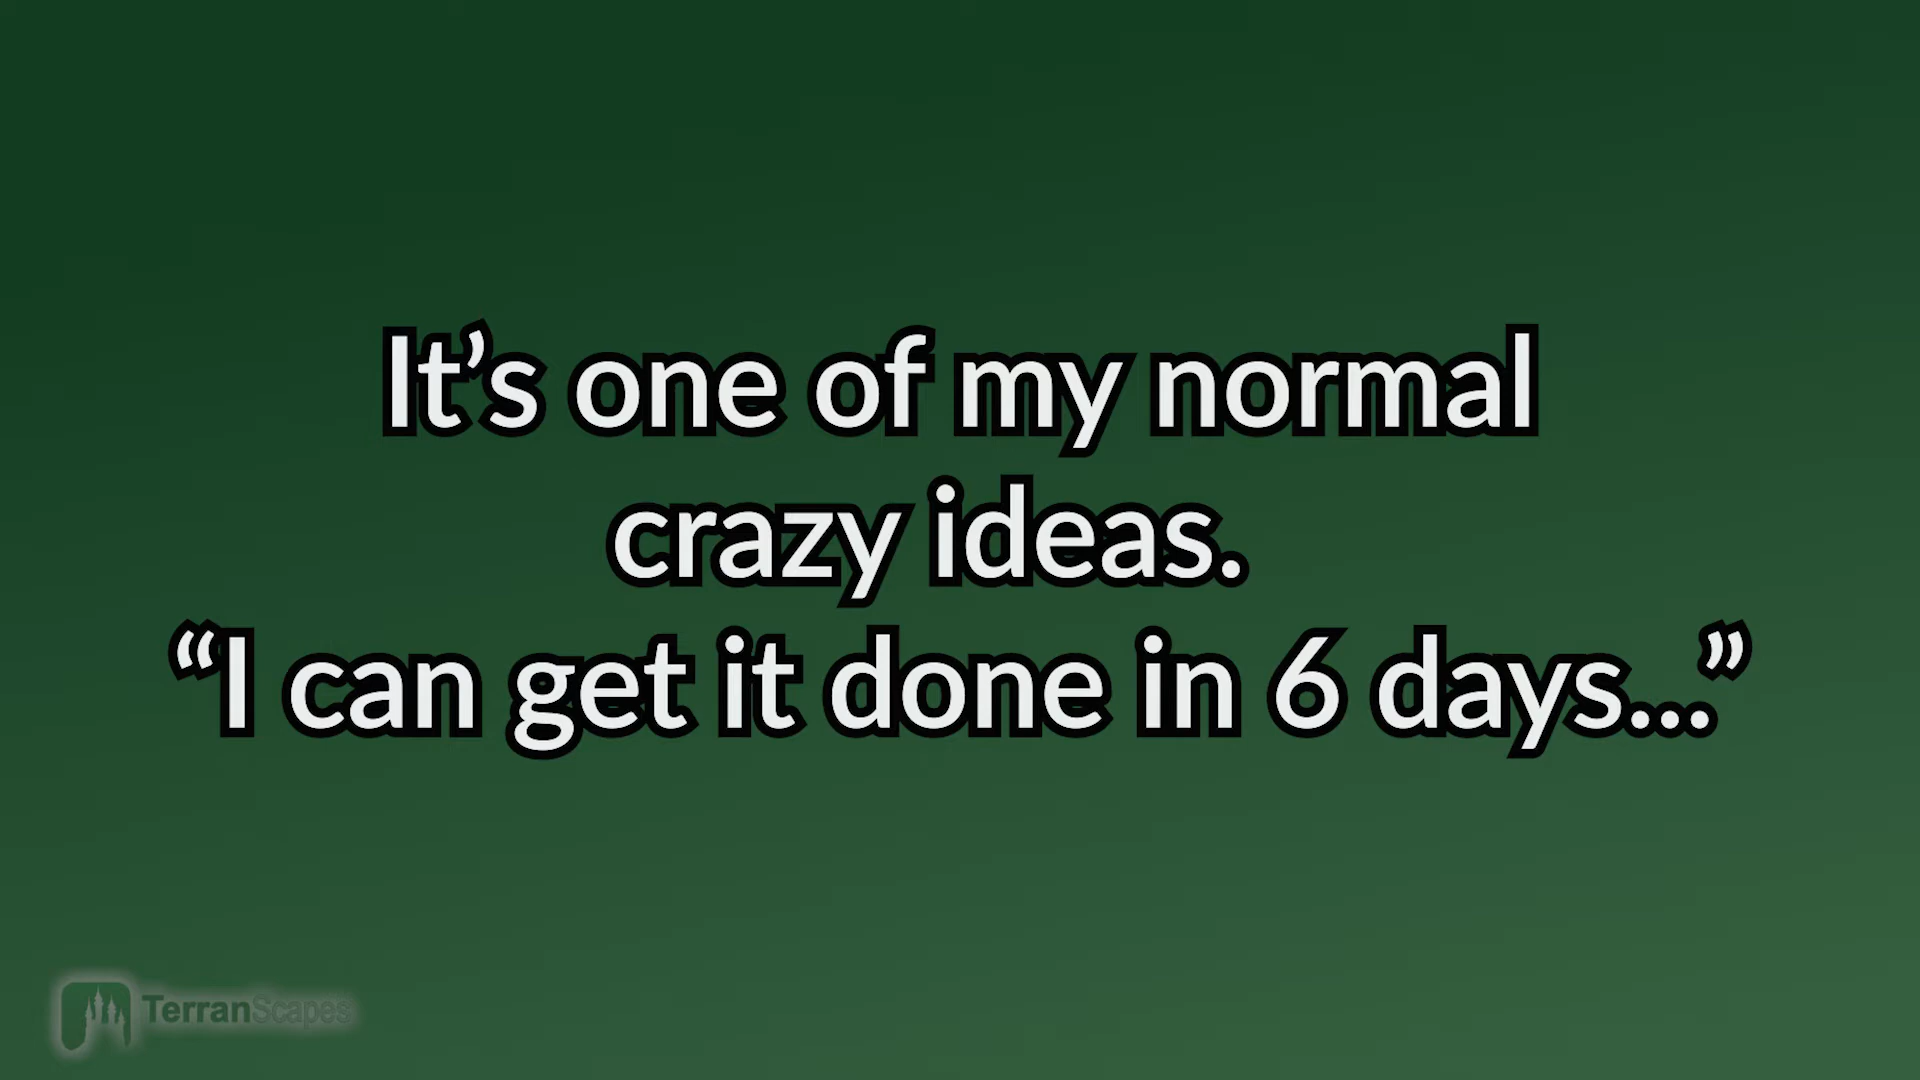 It’s one of my normal
crazy ideas.
“I can get it done in 6 days...”
TerranScapes